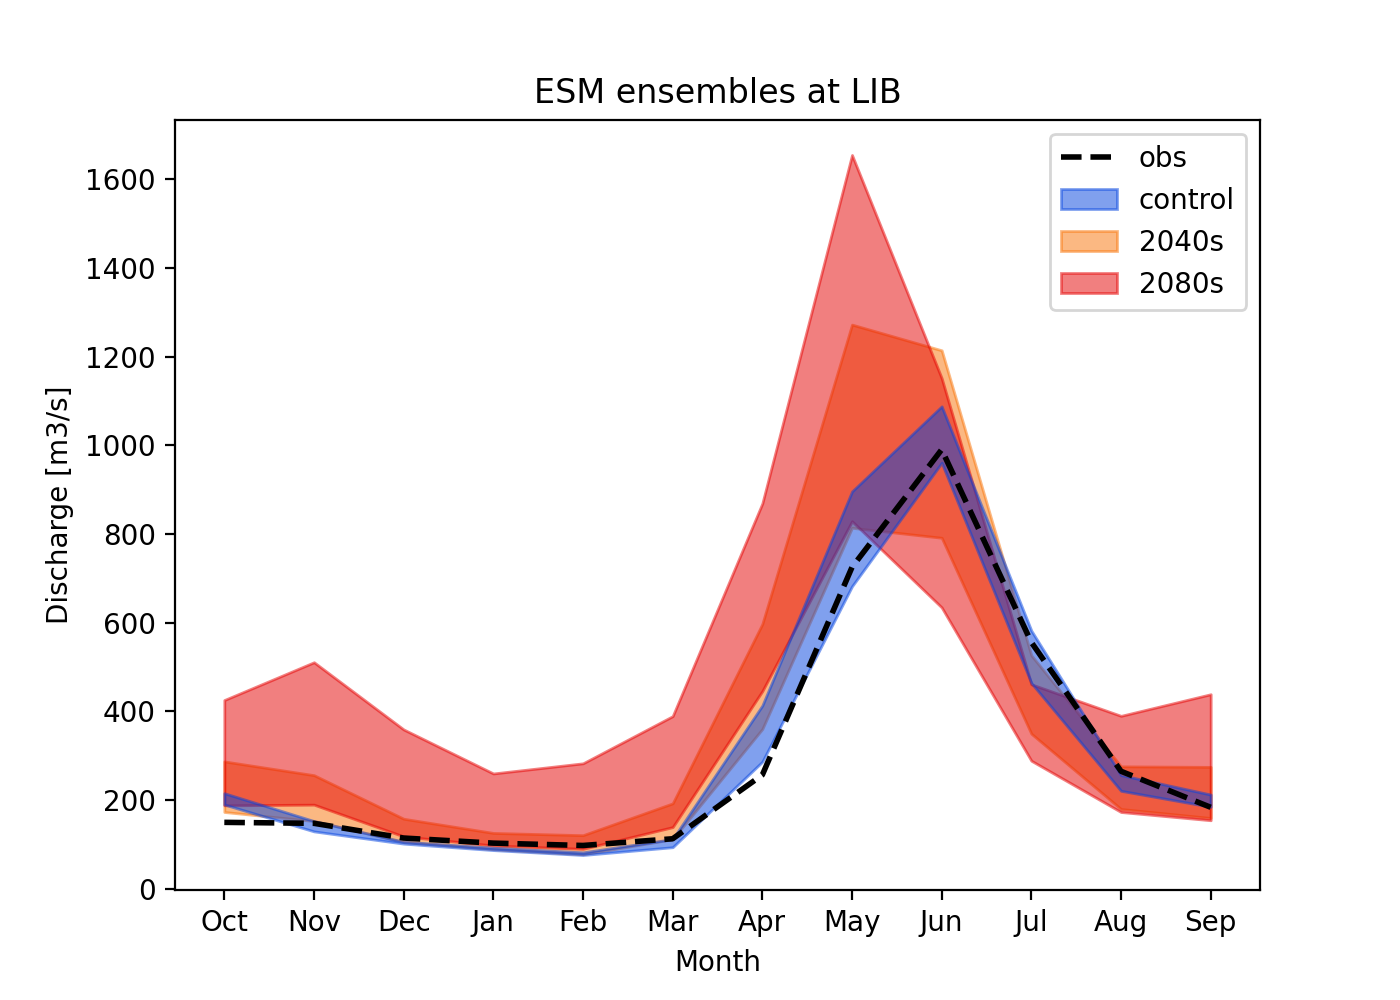 ESM ensembles at LIB
obs
control
2040s
2080s
Discharge [m3/s]
1600
1400
1200
1000
800
600
400
200
0
Oct Nov Dec Jan Feb Mar Apr May Jun Jul Aug Sep
Month